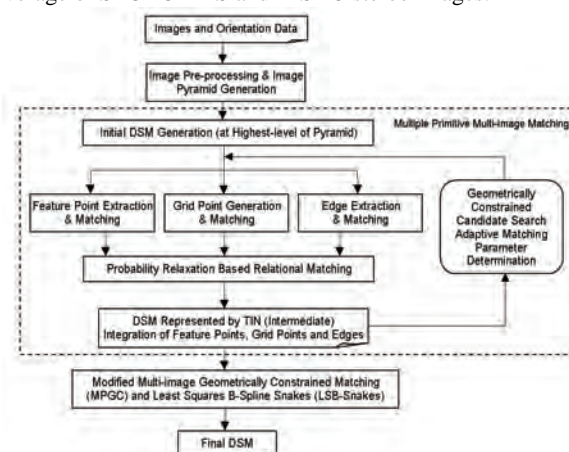 Images and Orientation Data
Image Pre-processing & Image
Pyramid Generation
Initial DSM Generation (at Highest-level of Pyramid)
Multiple Primitive Multi-image Matching
Feature Point Extraction
& Matching
Grid Point Generation
& Matching
Edge Extraction
& Matching
Geometrically
Constrained
Candidate Search
Adaptive Matching
Parameter
Determination
Probability Relaxation Based Relational Matching
DSM Represented by TIN (Intermediate)
Integration of Feature Points, Grid Points and Edges
Modified Multi-image Geometrically Constrained Matching
(MPGC) and Least Squares B-Spline Snakes (LSB-Snakes)
Final DSM